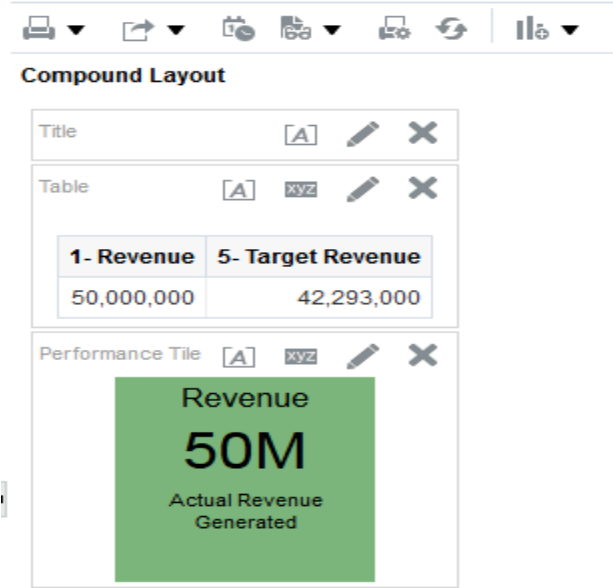 Compound Layout
Title
[A]
Table
[A] xyz
1- Revenue 5- Target Revenue
50,000,000 42,293,000
Performance Tile [A] xyz
Revenue
50M
Actual Revenue
Generated